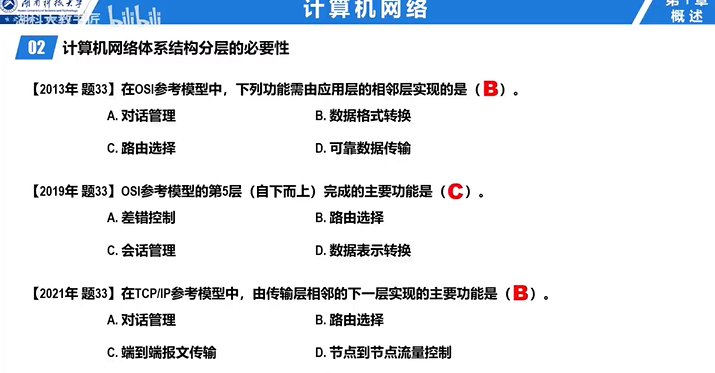 湖南科技大学
湖科大教书匠 bilibili
计算机网络
第1章
概述
02 计算机网络体系结构分层的必要性
【2013年 题33】在OSI参考模型中，下列功能需由应用层的相邻层实现的是（B）。
A. 对话管理 B. 数据格式转换
C. 路由选择 D. 可靠数据传输
【2019年 题33】OSI参考模型的第5层（自下而上）完成的主要功能是（C）。
A. 差错控制 B. 路由选择
C. 会话管理 D. 数据表示转换
【2021年 题33】在TCP/IP参考模型中，由传输层相邻的下一层实现的主要功能是（B）。
A. 对话管理 B. 路由选择
C. 端到端报文传输 D. 节点到节点流量控制